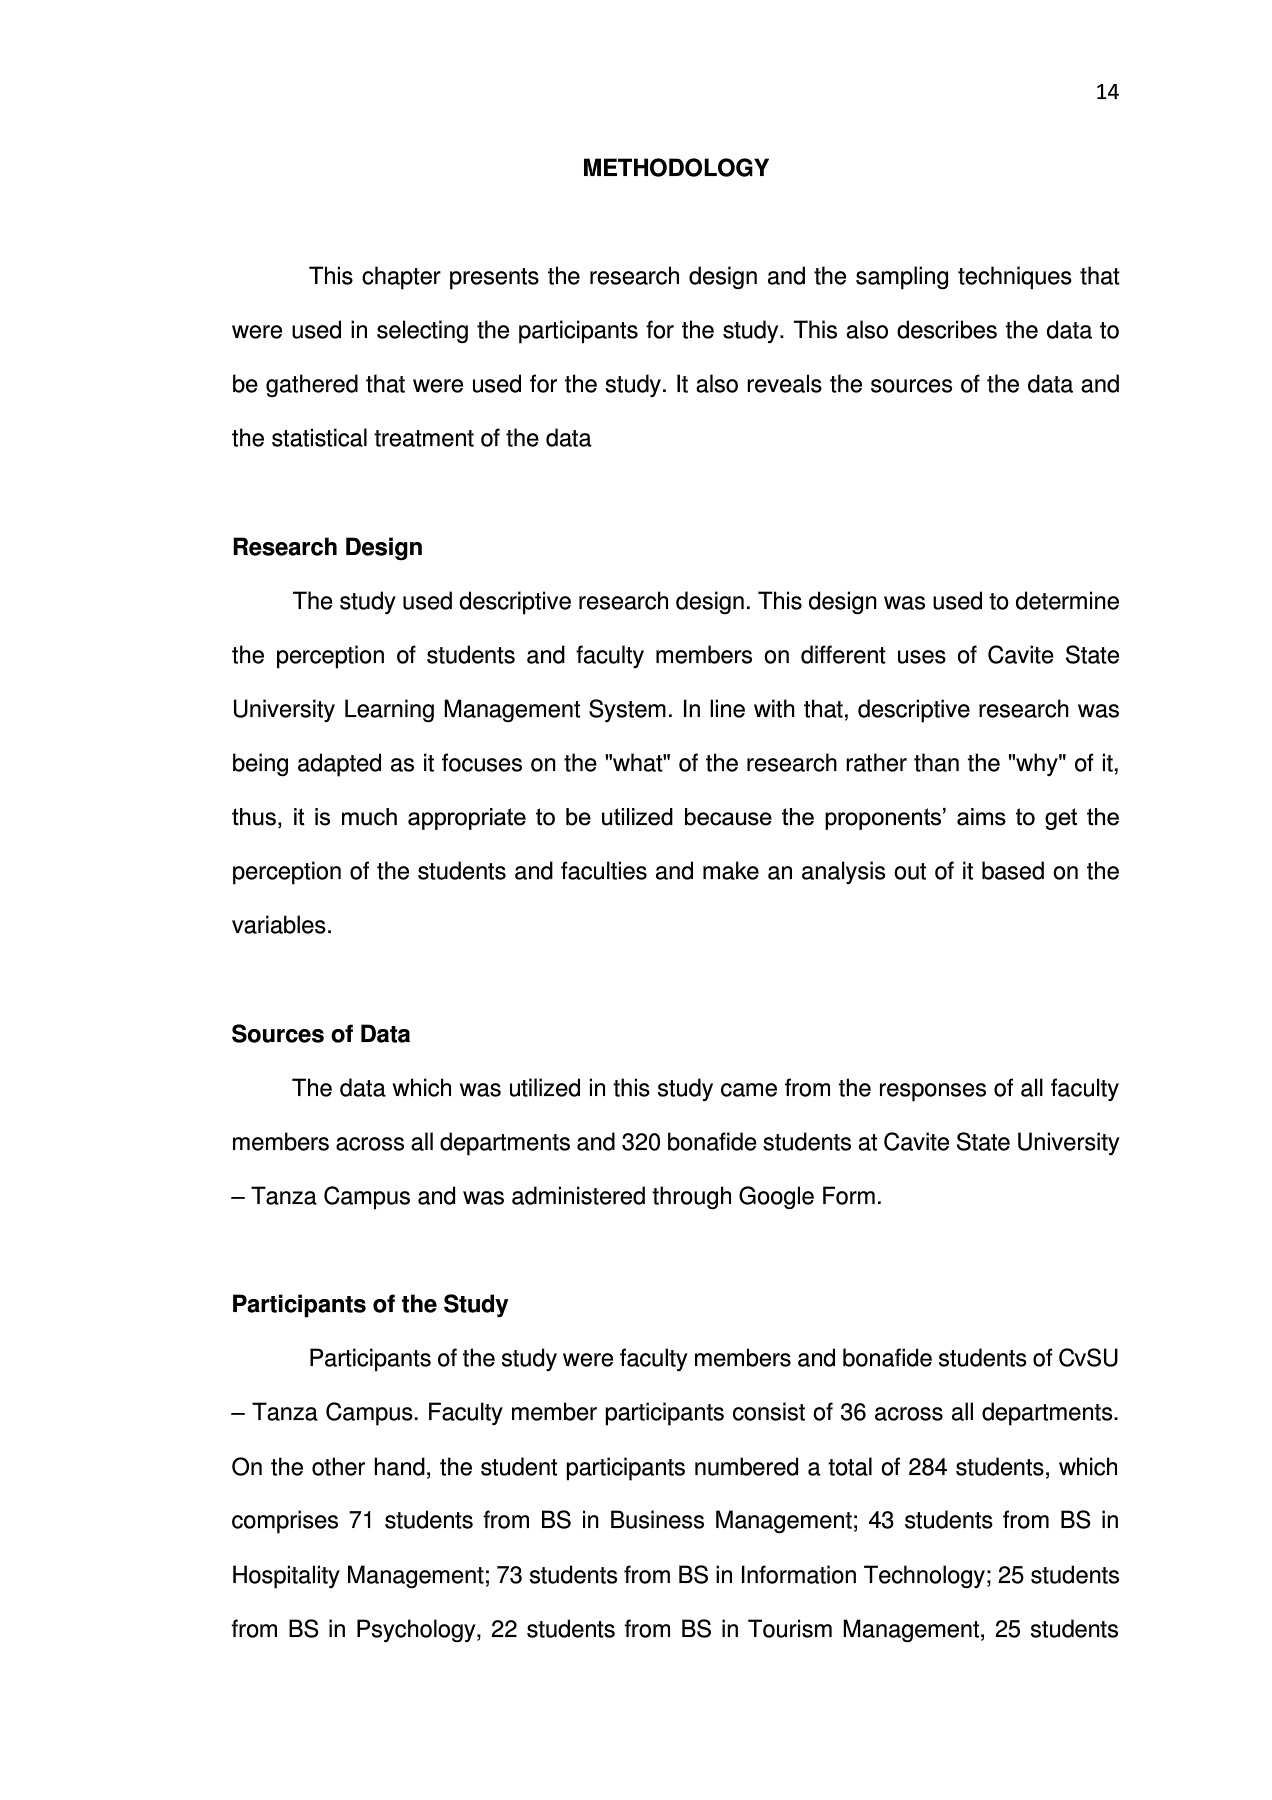 14
METHODOLOGY
This chapter presents the research design and the sampling techniques that
were used in selecting the participants for the study. This also describes the data to
be gathered that were used for the study. It also reveals the sources of the data and
the statistical treatment of the data
Research Design
The study used descriptive research design. This design was used to determine
the perception of students and faculty members on different uses of Cavite State
University Learning Management System. In line with that, descriptive research was
being adapted as it focuses on the "what" of the research rather than the "why" of it,
thus, it is much appropriate to be utilized because the proponents’ aims to get the
perception of the students and faculties and make an analysis out of it based on the
variables.
Sources of Data
The data which was utilized in this study came from the responses of all faculty
members across all departments and 320 bonafide students at Cavite State University
– Tanza Campus and was administered through Google Form.
Participants of the Study
Participants of the study were faculty members and bonafide students of CvSU
– Tanza Campus. Faculty member participants consist of 36 across all departments.
On the other hand, the student participants numbered a total of 284 students, which
comprises 71 students from BS in Business Management; 43 students from BS in
Hospitality Management; 73 students from BS in Information Technology; 25 students
from BS in Psychology, 22 students from BS in Tourism Management, 25 students